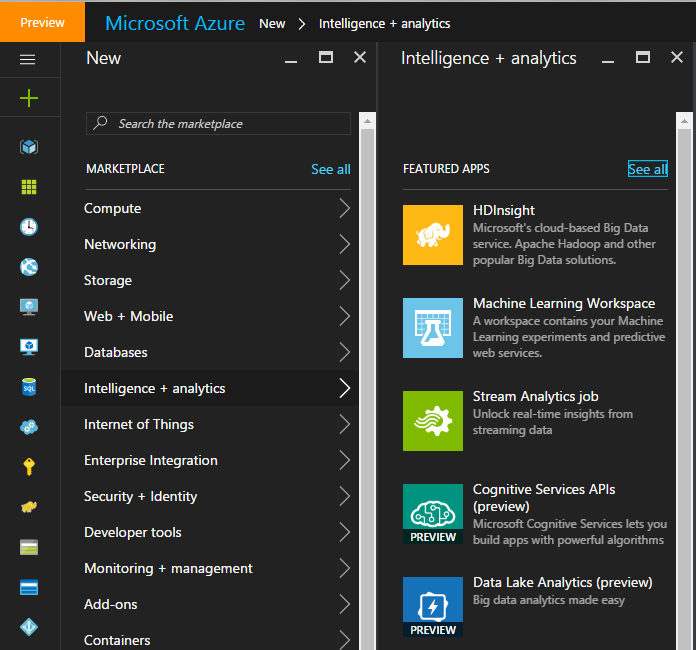 Preview
Microsoft Azure New Intelligence + analytics
New
Search the marketplace
MARKETPLACE See all
Compute
Networking
Storage
Web + Mobile
Databases
Intelligence + analytics
Internet of Things
Enterprise Integration
Security + Identity
Developer tools
Monitoring + management
Add-ons
Containers
SQL
Intelligence + analytics
FEATURED APPS See all
HDInsight
Microsoft's cloud-based Big Data
service. Apache Hadoop and other
popular Big Data solutions.
Machine Learning Workspace
A workspace contains your Machine
Learning experiments and predictive
web services.
Stream Analytics job
Unlock real-time insights from
streaming data
Cognitive Services APIs
(preview)
Microsoft Cognitive Services lets you
build apps with powerful algorithms
PREVIEW
Data Lake Analytics (preview)
Big data analytics made easy
PREVIEW